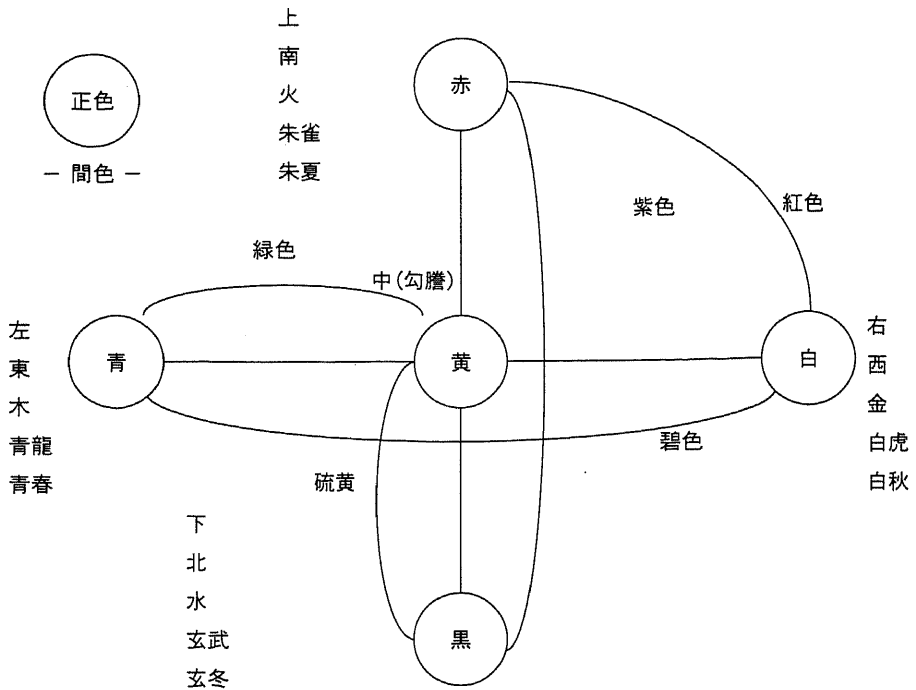 上
南
火
朱雀
朱夏
正色
― 間色 ―
赤
紫色
紅色
緑色
中(勾謄)
左
東
木
青龍
青春
青
黄
白
右
西
金
白虎
白秋
碧色
硫黄
下
北
水
玄武
玄冬
黒